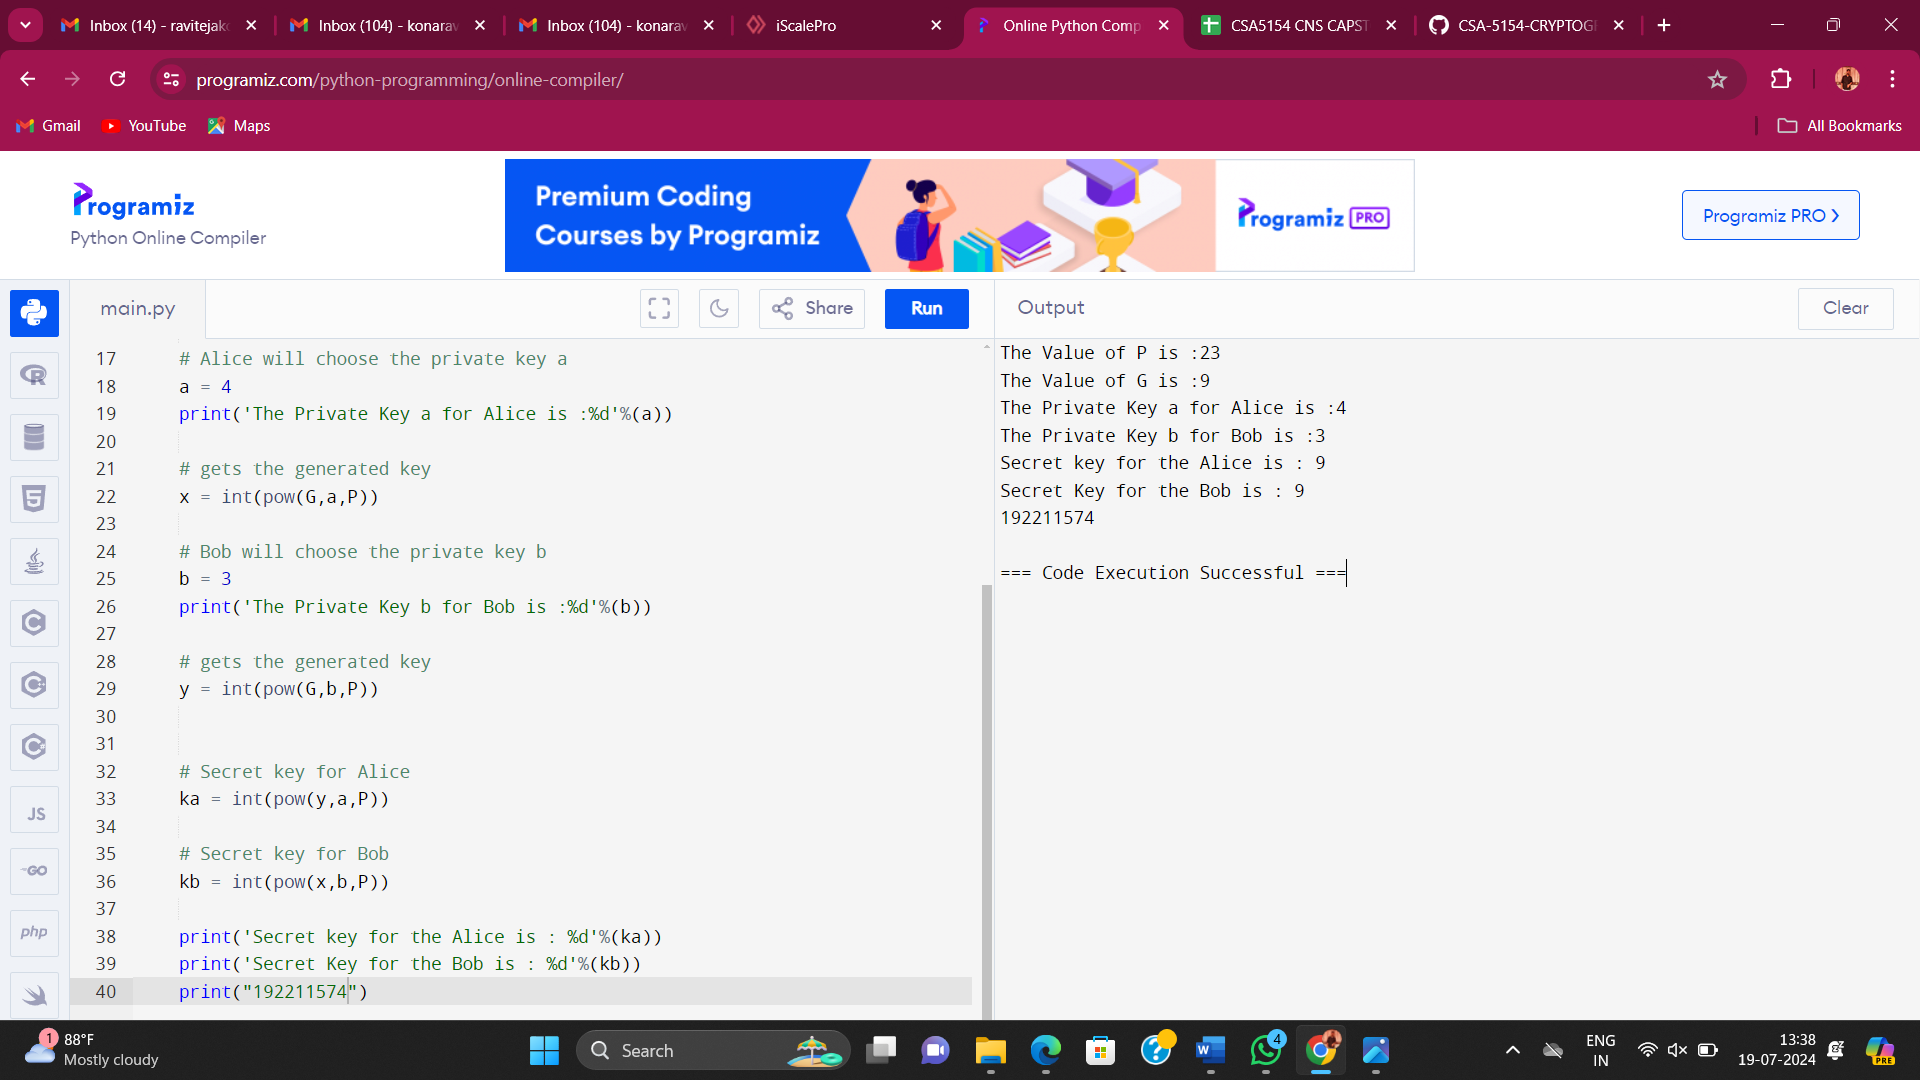 Inbox (14) - ravitejak
Inbox (104) - konarav
Inbox (104) - konarav
iScalePro
Online Python Comp
CSA5154 CNS CAPST
CSA-5154-CRYPTOG
programiz.com/python-programming/online-compiler/
Gmail
YouTube
Maps
All Bookmarks
Programiz
Python Online Compiler
Premium Coding
Courses by Programiz
Programiz PRO
Programiz PRO ›
main.py
Share
Run
Output
Clear
17 # Alice will choose the private key a
18 a = 4
19 print('The Private Key a for Alice is :%d'%(a))
20
21 # gets the generated key
22 x = int(pow(G,a,P))
23
24 # Bob will choose the private key b
25 b = 3
26 print('The Private Key b for Bob is :%d'%(b))
27
28 # gets the generated key
29 y = int(pow(G,b,P))
30
31
32 # Secret key for Alice
33 ka = int(pow(y,a,P))
34
35 # Secret key for Bob
36 kb = int(pow(x,b,P))
37
38 print('Secret key for the Alice is : %d'%(ka))
39 print('Secret Key for the Bob is : %d'%(kb))
40 print("192211574")
The Value of P is :23
The Value of G is :9
The Private Key a for Alice is :4
The Private Key b for Bob is :3
Secret key for the Alice is : 9
Secret Key for the Bob is : 9
192211574
=== Code Execution Successful ===
R
5
C
C
C
JS
GO
php
1
88°F
Mostly cloudy
Search
W
4
ENG
IN
13:38
19-07-2024
PRE